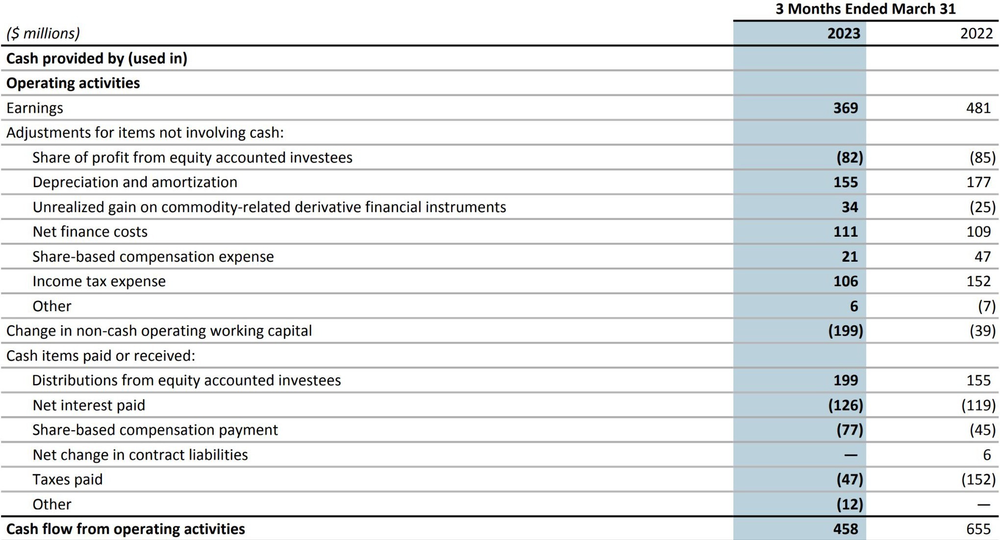 3 Months Ended March 31
($ millions) 2023 2022
Cash provided by (used in)
Operating activities
Earnings 369 481
Adjustments for items not involving cash:
Share of profit from equity accounted investees (82) (85)
Depreciation and amortization 155 177
Unrealized gain on commodity-related derivative financial instruments 34 (25)
Net finance costs 111 109
Share-based compensation expense 21 47
Income tax expense 106 152
Other 6 (7)
Change in non-cash operating working capital (199) (39)
Cash items paid or received:
Distributions from equity accounted investees 199 155
Net interest paid (126) (119)
Share-based compensation payment (77) (45)
Net change in contract liabilities — 6
Taxes paid (47) (152)
Other (12) —
Cash flow from operating activities 458 655